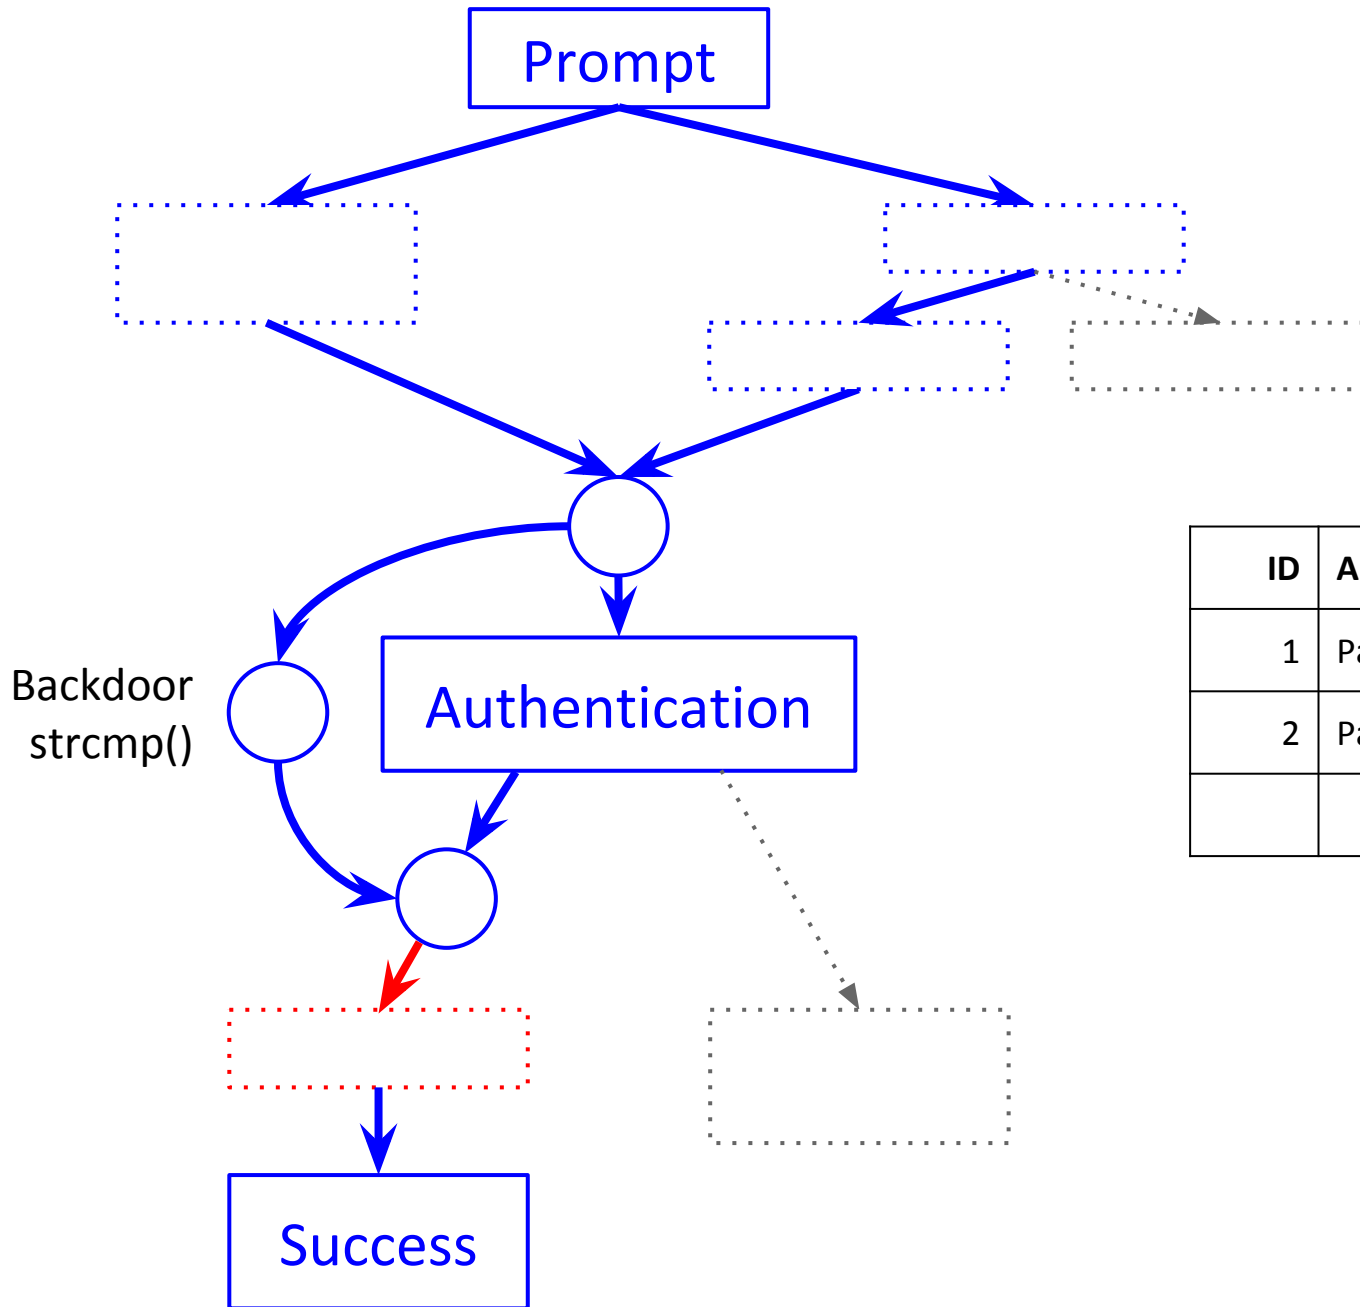 Prompt
Backdoor
strcmp()
Authentication
ID
1
2
Success